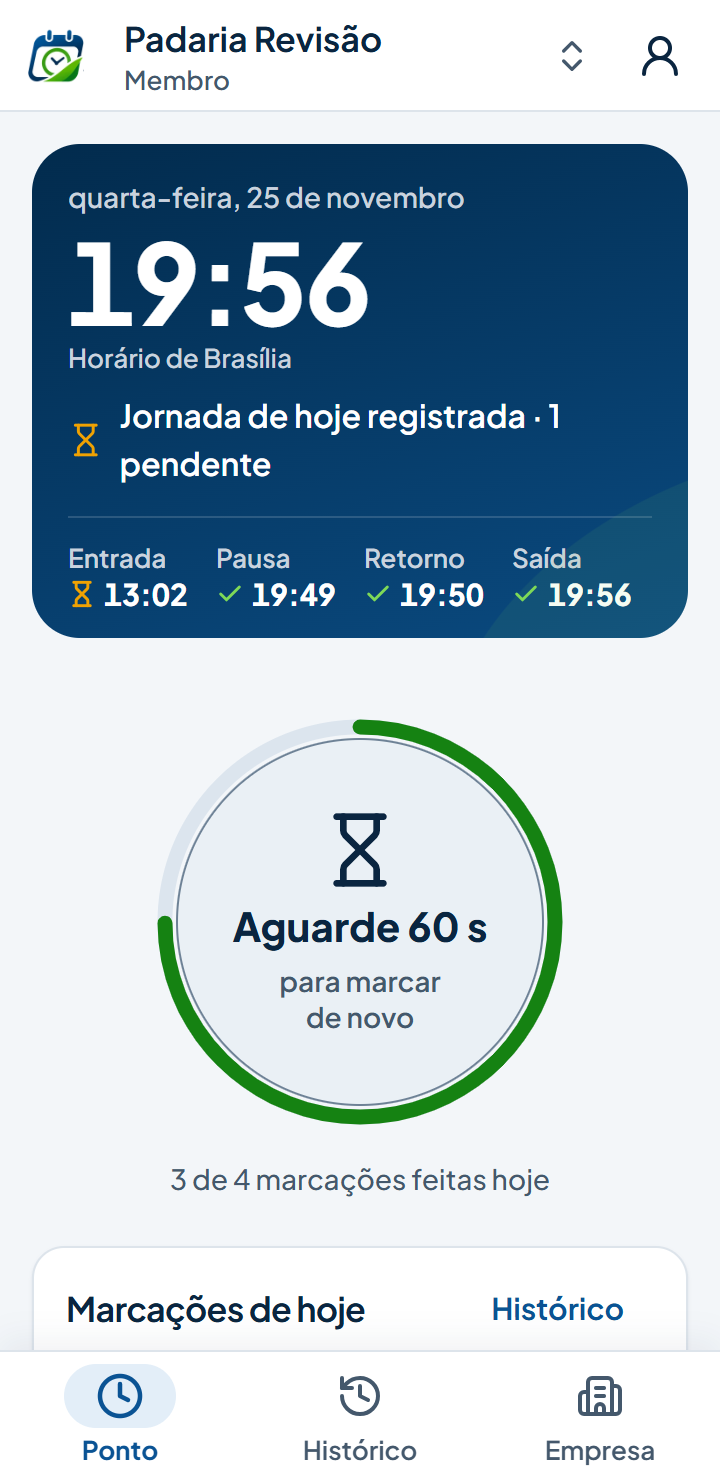 Padaria Revisão
Membro
quarta-feira, 25 de novembro
19:56
Horário de Brasília
Jornada de hoje registrada · 1
pendente
Entrada Pausa Retorno Saída
13:02 19:49 19:50 19:56
Aguarde 60 s
para marcar
de novo
3 de 4 marcações feitas hoje
Marcações de hoje Histórico
Ponto Histórico Empresa